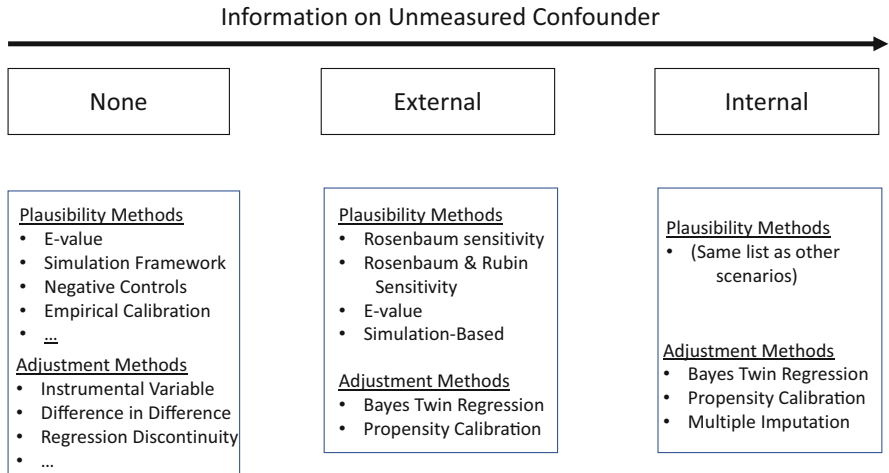 Information on Unmeasured Confounder
None
External
Internal
Plausibility Methods
• E-value
• Simulation Framework
• Negative Controls
• Empirical Calibration
• ...
Adjustment Methods
• Instrumental Variable
• Difference in Difference
• Regression Discontinuity
• ...
Plausibility Methods
• Rosenbaum sensitivity
• Rosenbaum & Rubin
Sensitivity
• E-value
• Simulation-Based
Adjustment Methods
• Bayes Twin Regression
• Propensity Calibration
Plausibility Methods
• (Same list as other
scenarios)
Adjustment Methods
• Bayes Twin Regression
• Propensity Calibration
• Multiple Imputation